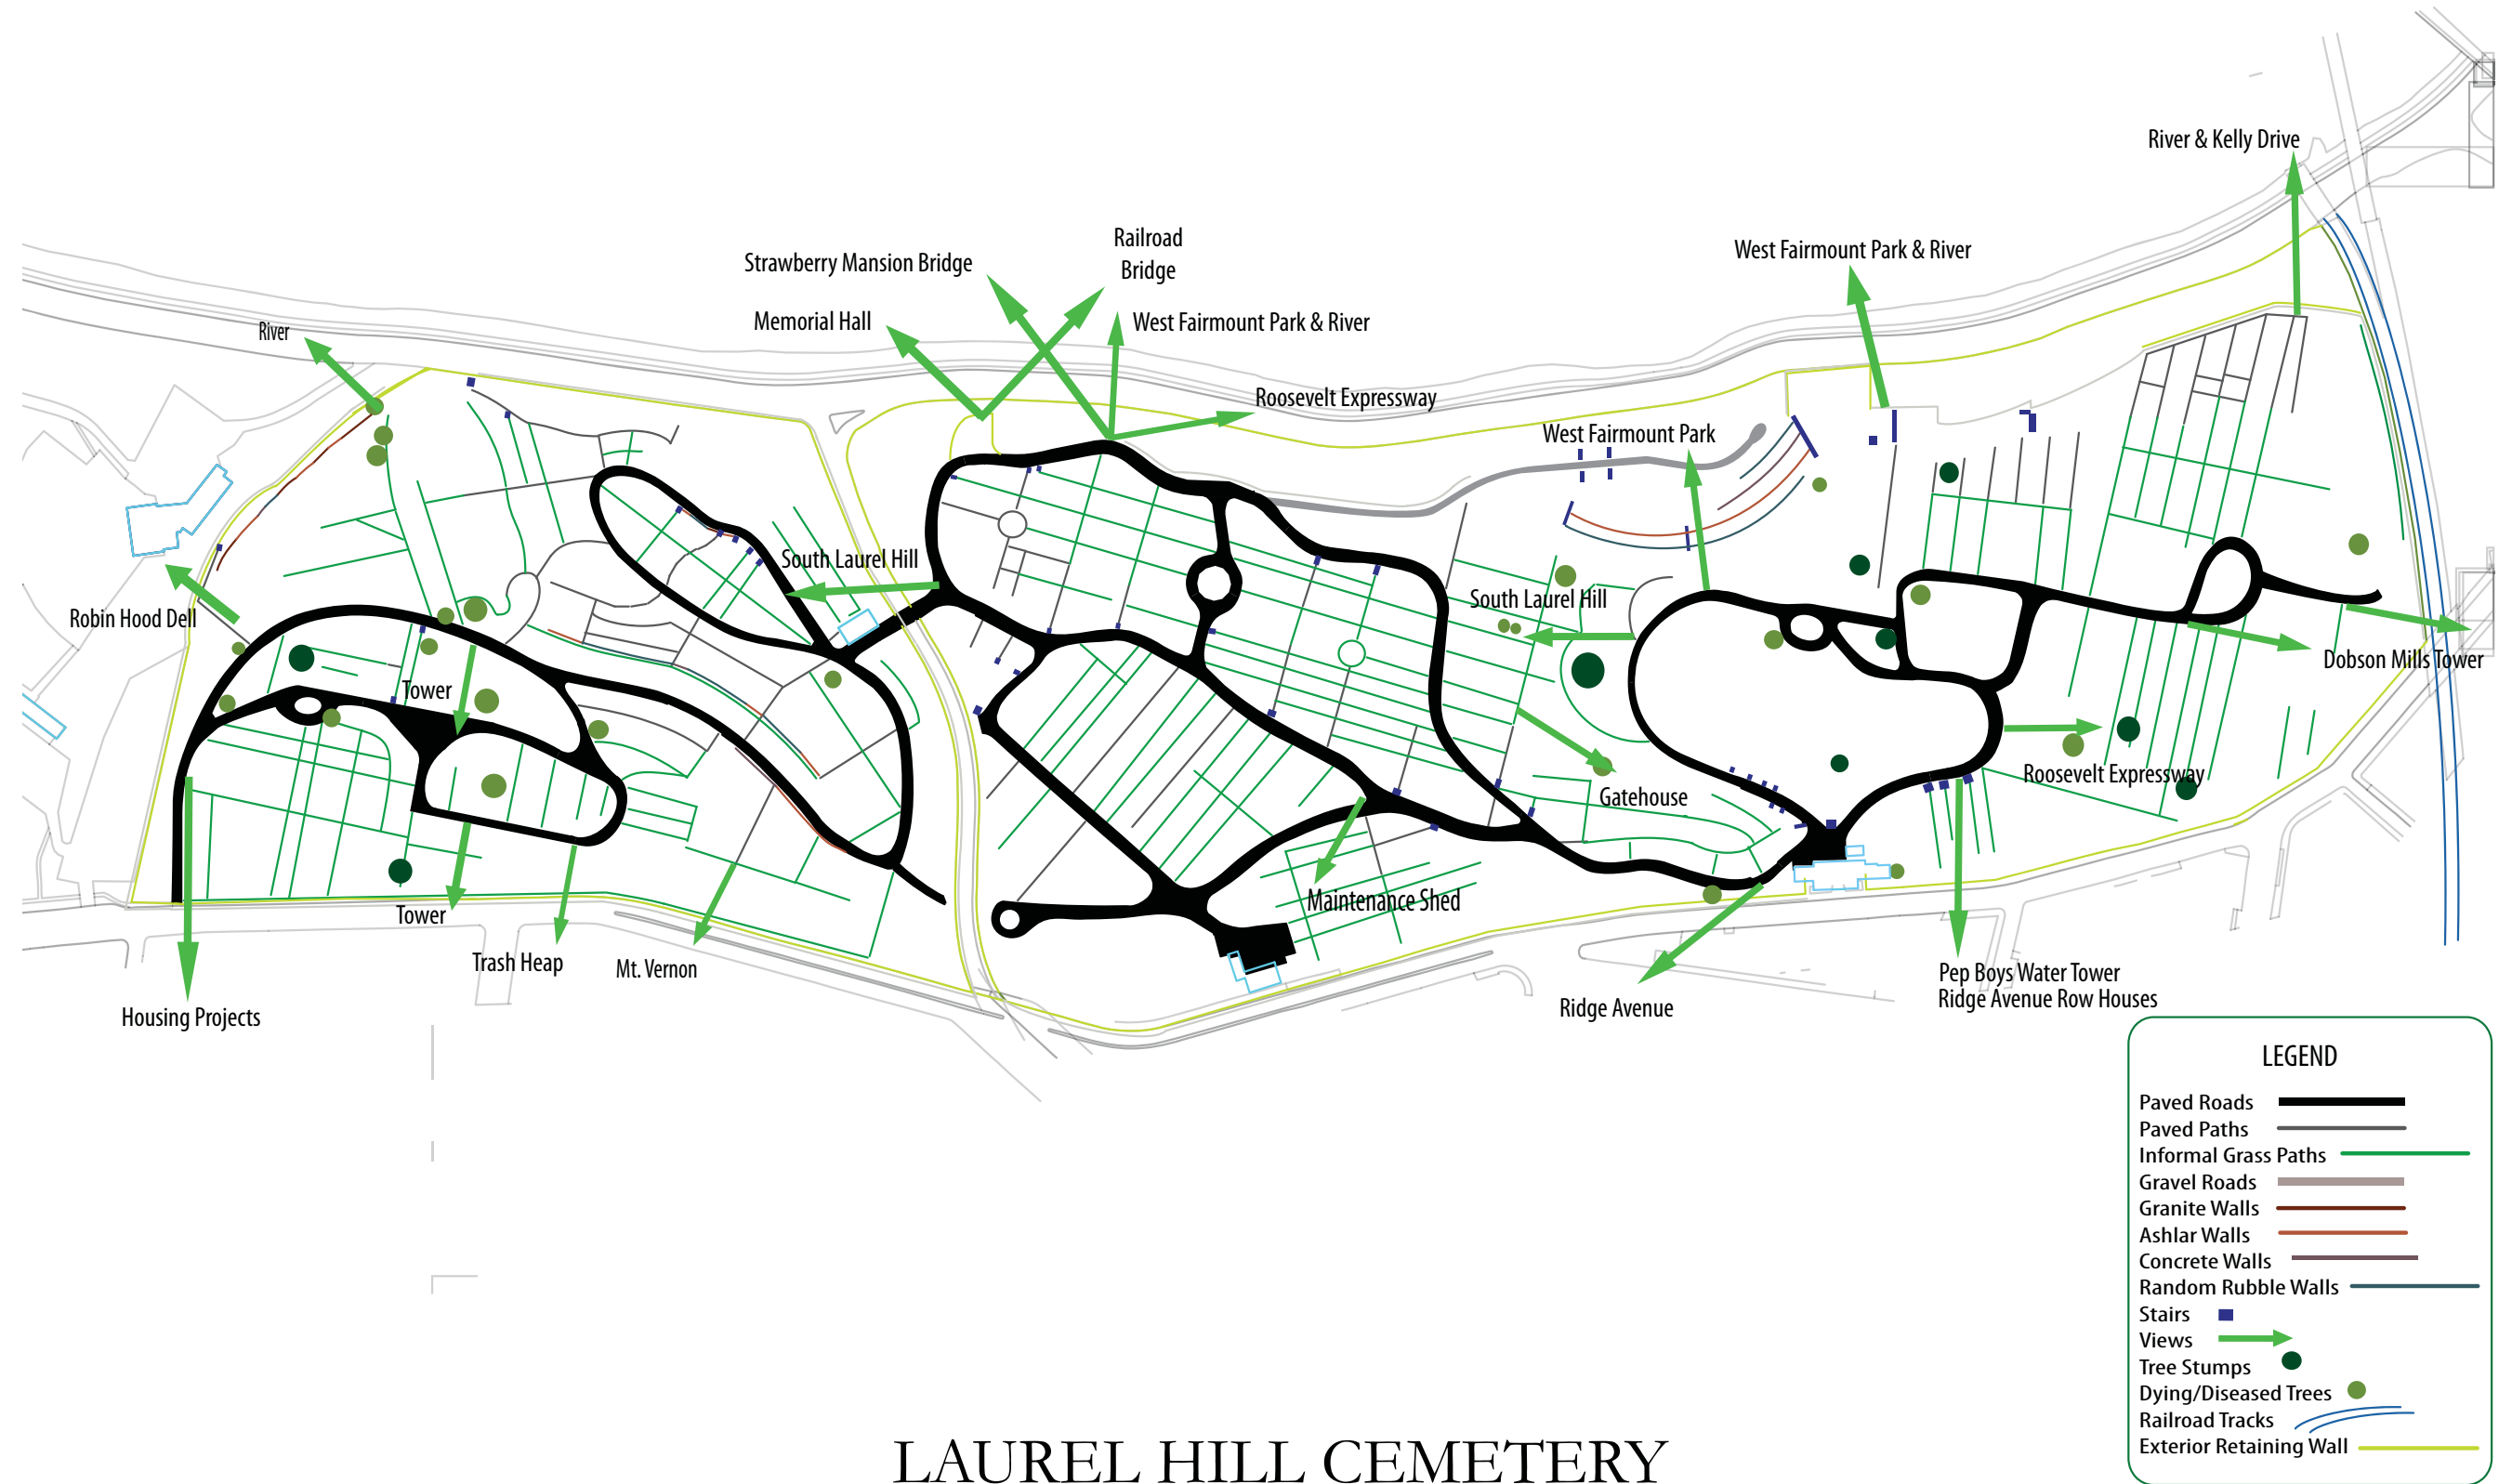 River & Kelly Drive
Railroad
Bridge
Strawberry Mansion Bridge
West Fairmount Park & River
Memorial Hall
West Fairmount Park & River
River
Roosevelt Expressway
West Fairmount Park
South Laurel Hill
South Laurel Hill
Robin Hood Dell
Dobson Mills Tower
Tower
Roosevelt Expressway
Gatehouse
Maintenance Shed
Tower
Trash Heap
Mt. Vernon
Pep Boys Water Tower
Ridge Avenue Row Houses
Ridge Avenue
Housing Projects
LEGEND
Paved Roads
Paved Paths
Informal Grass Paths
Gravel Roads
Granite Walls
Ashlar Walls
Concrete Walls
Random Rubble Walls
Stairs
Views
Tree Stumps
Dying/Diseased Trees
Railroad Tracks
Exterior Retaining Wall
LAUREL HILL CEMETERY